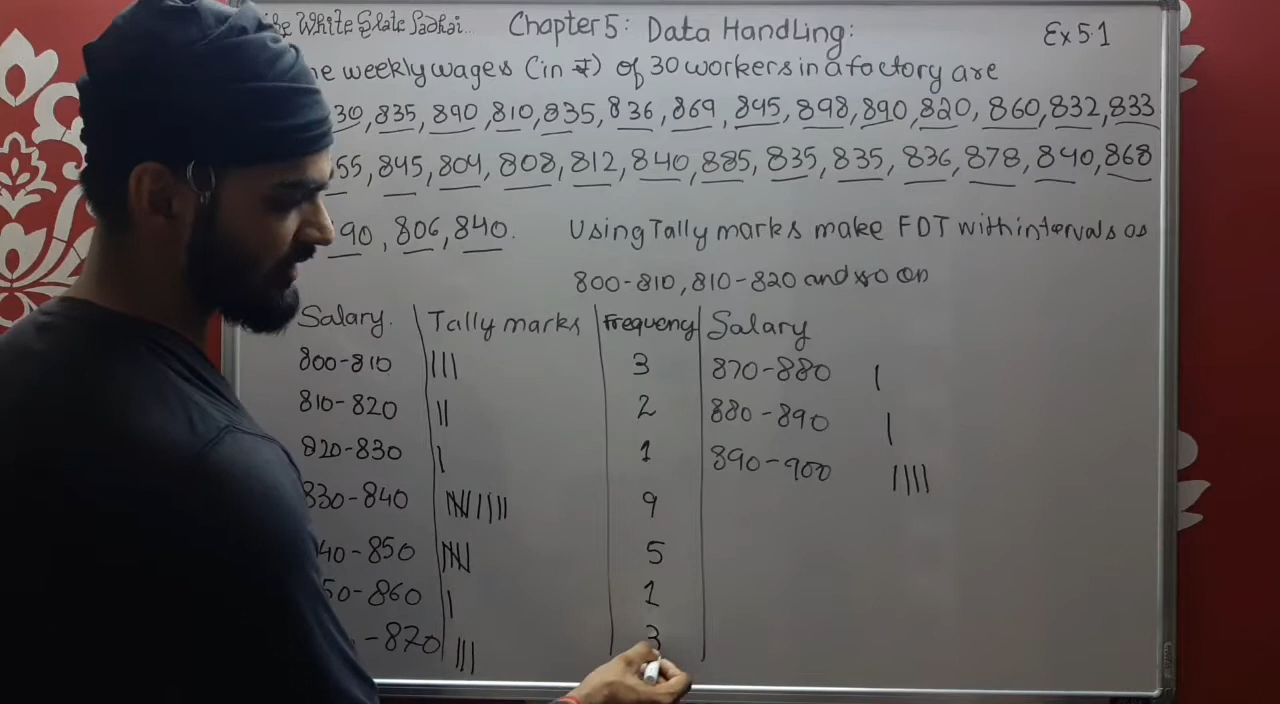 White Slate Padhai.. Chapter 5: Data Handling: Ex 5.1
weekly wages (in ₹) of 30 workers in a factory are
30, 835, 890, 810, 835, 836, 869, 845, 898, 890, 820, 860, 832, 833
55, 845, 804, 808, 812, 840, 885, 835, 835, 836, 878, 840, 868
90, 806, 840. Using Tally marks make FDT with intervals as
800-810, 810-820 and so on
Salary. Tally marks Frequency Salary
800-810 ||| 3 870-880 |
810-820 || 2 880-890 |
820-830 | 1 890-900 ||||
830-840 |||| |||| 9
40-850 |||| 5
50-860 | 1
-870 ||| 3